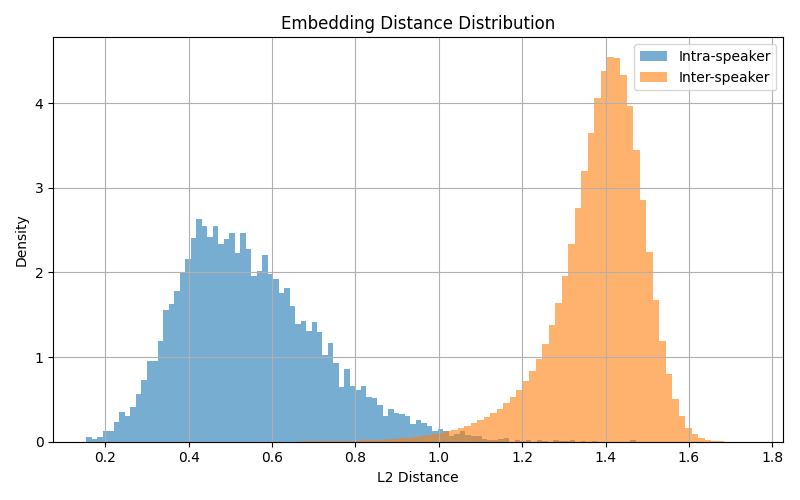 Embedding Distance Distribution
Intra-speaker
Inter-speaker
Density
4
3
2
1
0
0.2 0.4 0.6 0.8 1.0 1.2 1.4 1.6 1.8
L2 Distance